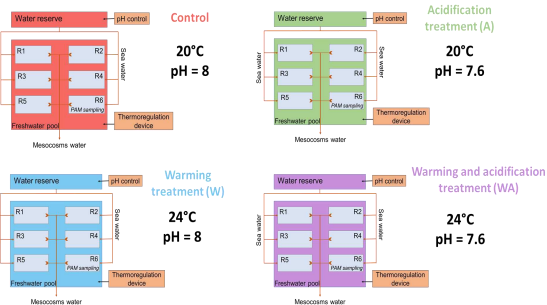 Water reserve
pH control
Control
Sea water
R1
R2
R3
R4
R5
R6
PAM sampling
Freshwater pool
Thermoregulation
device
Mesocosms water
20°C
pH = 8
Water reserve
pH control
Acidification
treatment (A)
Sea water
Sea water
R1
R2
R3
R4
R5
R6
PAM sampling
Freshwater pool
Thermoregulation
device
Mesocosms water
20°C
pH = 7.6
Water reserve
pH control
Warming
treatment (W)
Sea water
R1
R2
R3
R4
R5
R6
PAM sampling
Freshwater pool
Thermoregulation
device
Mesocosms water
24°C
pH = 8
Water reserve
pH control
Warming and acidification
treatment (WA)
Sea water
Sea water
R1
R2
R3
R4
R5
R6
PAM sampling
Freshwater pool
Thermoregulation
device
Mesocosms water
24°C
pH = 7.6